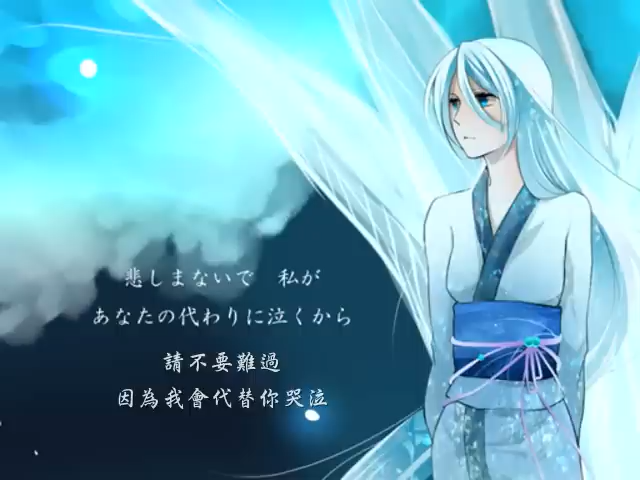 悲しまないで　私が
あなたの代わりに泣くから
請不要難過
因為我會代替你哭泣